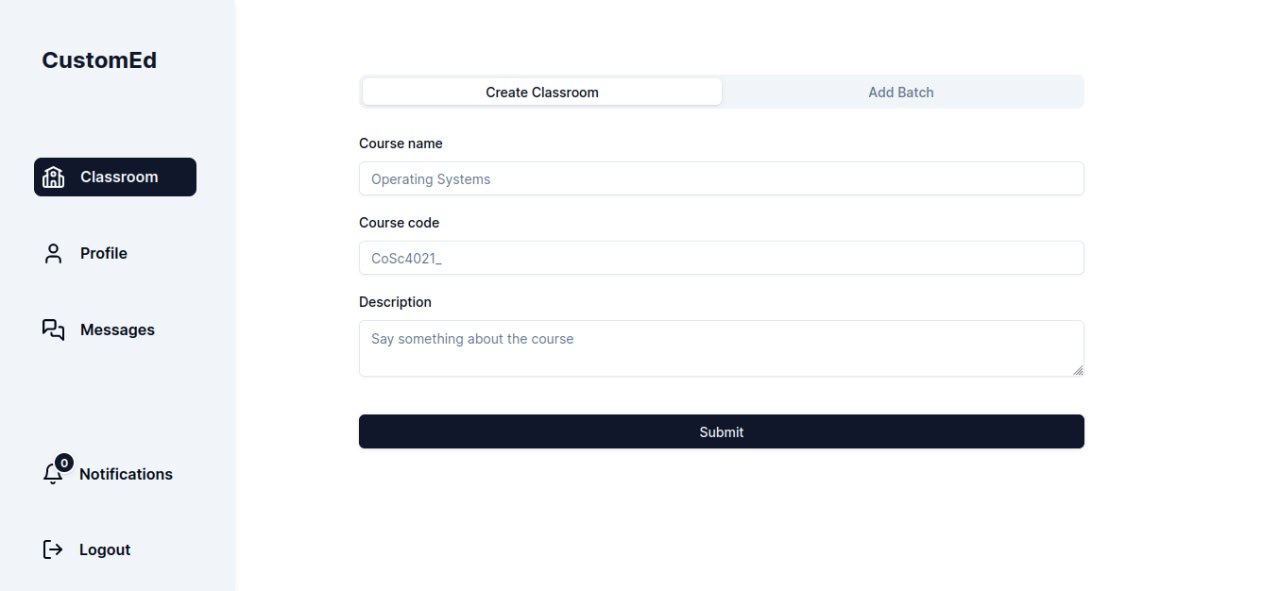 CustomEd
Classroom
Profile
Messages
0
Notifications
Logout
Create Classroom
Add Batch
Course name
Operating Systems
Course code
CoSc4021_
Description
Say something about the course
Submit